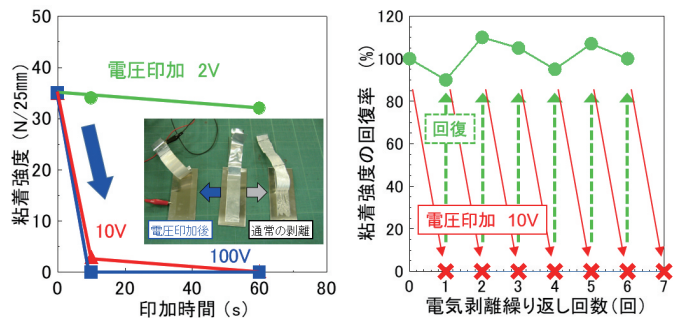 粘着強度 (N/25mm)
50
40
30
20
10
0
電圧印加 2V
10V
100V
電圧印加後
通常の剥離
0
20
40
60
印加時間 (s)
粘着強度の回復率 (%)
120
100
80
60
40
20
0
回復
電圧印加 10V
0
1
2
3
4
5
6
7
電気剥離繰り返し回数(回)